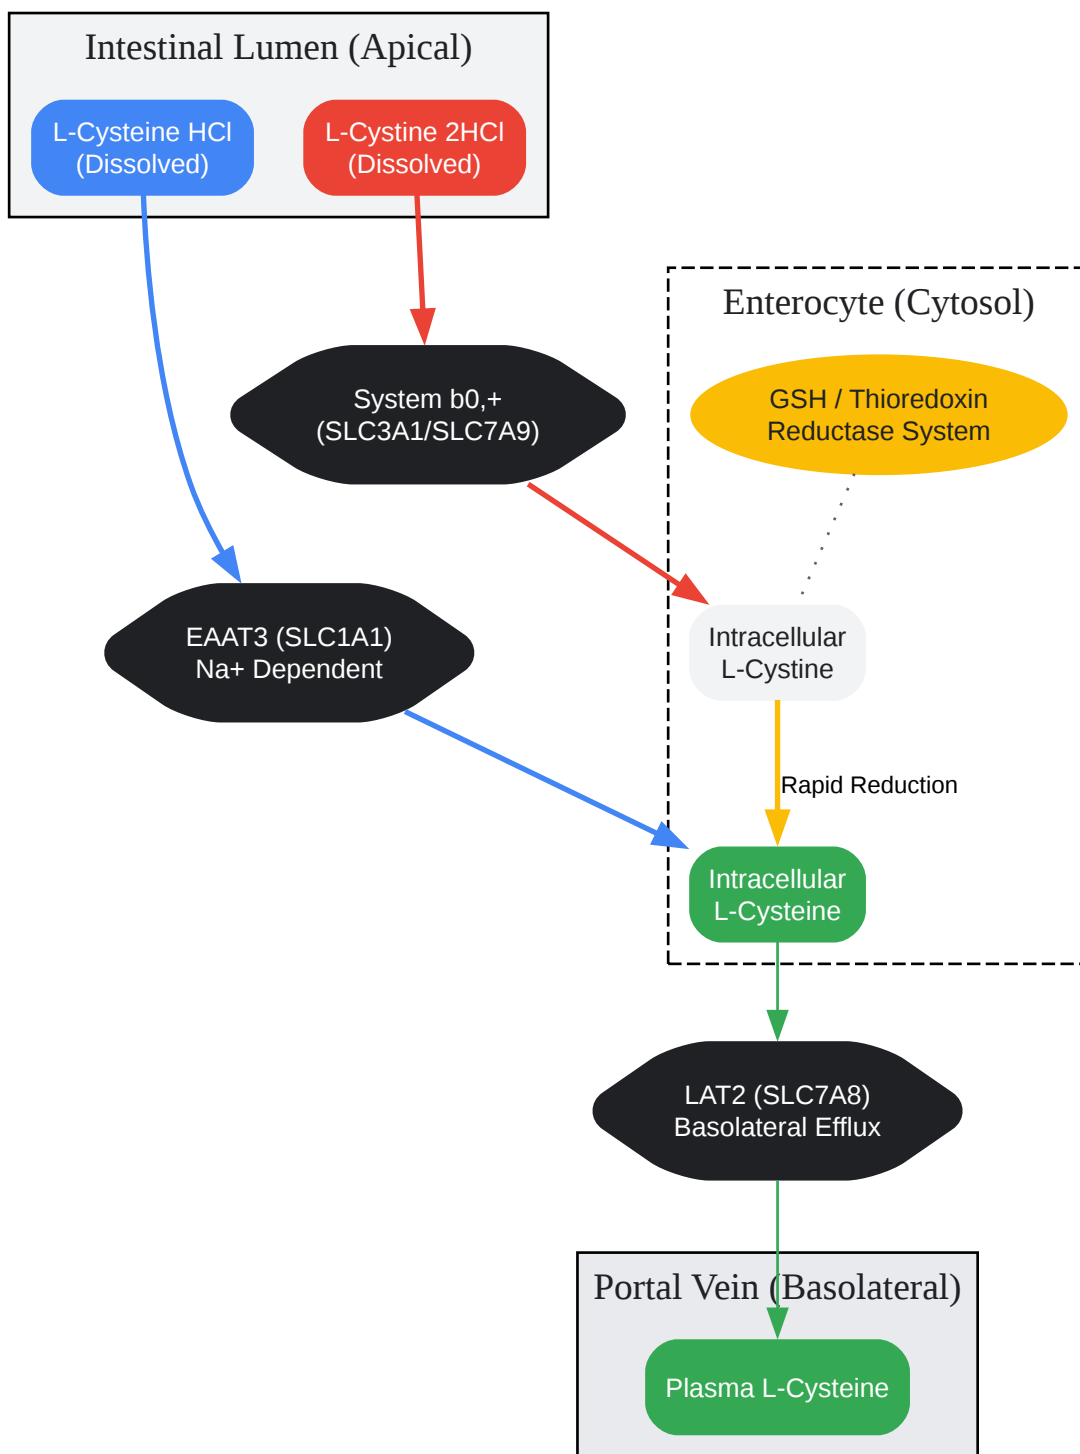 Intestinal Lumen (Apical)
L-Cysteine HCl
(Dissolved)
L-Cystine 2HCl
(Dissolved)
Enterocyte (Cytosol)
System b0,+
(SLC3A1/SLC7A9)
GSH / Thioredoxin
Reductase System
EAAT3 (SLC1A1)
Na+ Dependent
Intracellular
L-Cystine
Rapid Reduction
Intracellular
L-Cysteine
LAT2 (SLC7A8)
Basolateral Efflux
Portal Vein (Basolateral)
Plasma L-Cysteine